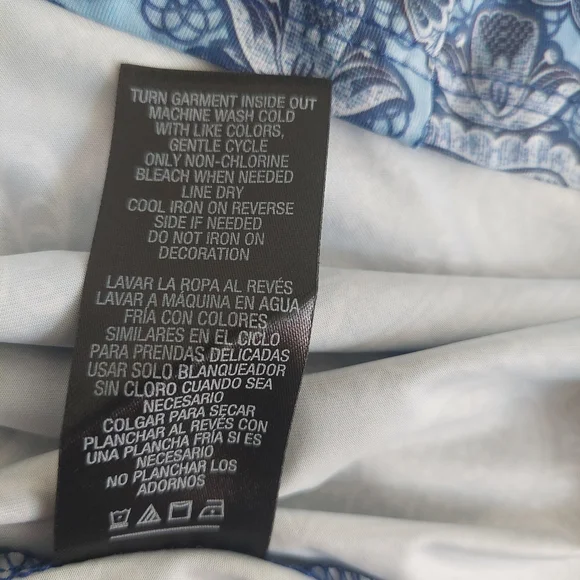 TURN GARMENT INSIDE OUT
MACHINE WASH COLD
WITH LIKE COLORS,
GENTLE CYCLE
ONLY NON-CHLORINE
BLEACH WHEN NEEDED
LINE DRY
COOL IRON ON REVERSE
SIDE IF NEEDED
DO NOT IRON ON
DECORATION
LAVAR LA ROPA AL REVÉS
LAVAR A MÁQUINA EN AGUA
FRÍA CON COLORES
SIMILARES EN EL CICLO
PARA PRENDAS DELICADAS
USAR SOLO BLANQUEADOR
SIN CLORO CUANDO SEA
NECESARIO
COLGAR PARA SECAR
PLANCHAR AL REVÉS CON
UNA PLANCHA FRÍA SI ES
NECESARIO
NO PLANCHAR LOS
ADORNOS